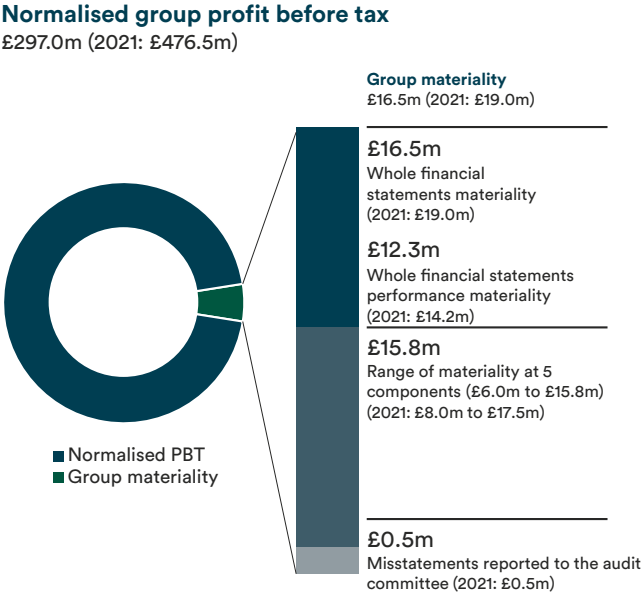 Normalised group profit before tax
£297.0m (2021: £476.5m)
Group materiality
£16.5m (2021: £19.0m)
£16.5m
Whole financial
statements materiality
(2021: £19.0m)
£12.3m
Whole financial statements
performance materiality
(2021: £14.2m)
£15.8m
Range of materiality at 5
components (£6.0m to £15.8m)
(2021: £8.0m to £17.5m)
£0.5m
Misstatements reported to the audit
committee (2021: £0.5m)
Normalised PBT
Group materiality